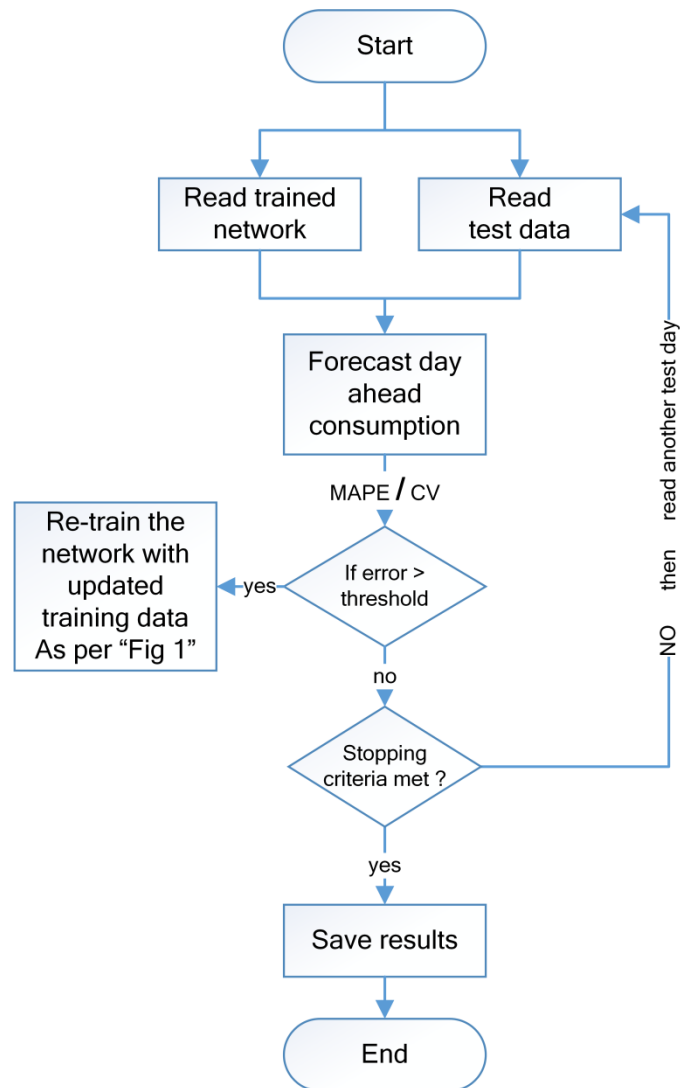 Start
Read trained
network
Read
test data
Forecast day
ahead
consumption
MAPE / CV
If error >
threshold
yes
Re-train the
network with
updated
training data
As per “Fig 1”
no
Stopping
criteria met ?
NO then read another test day
yes
Save results
End